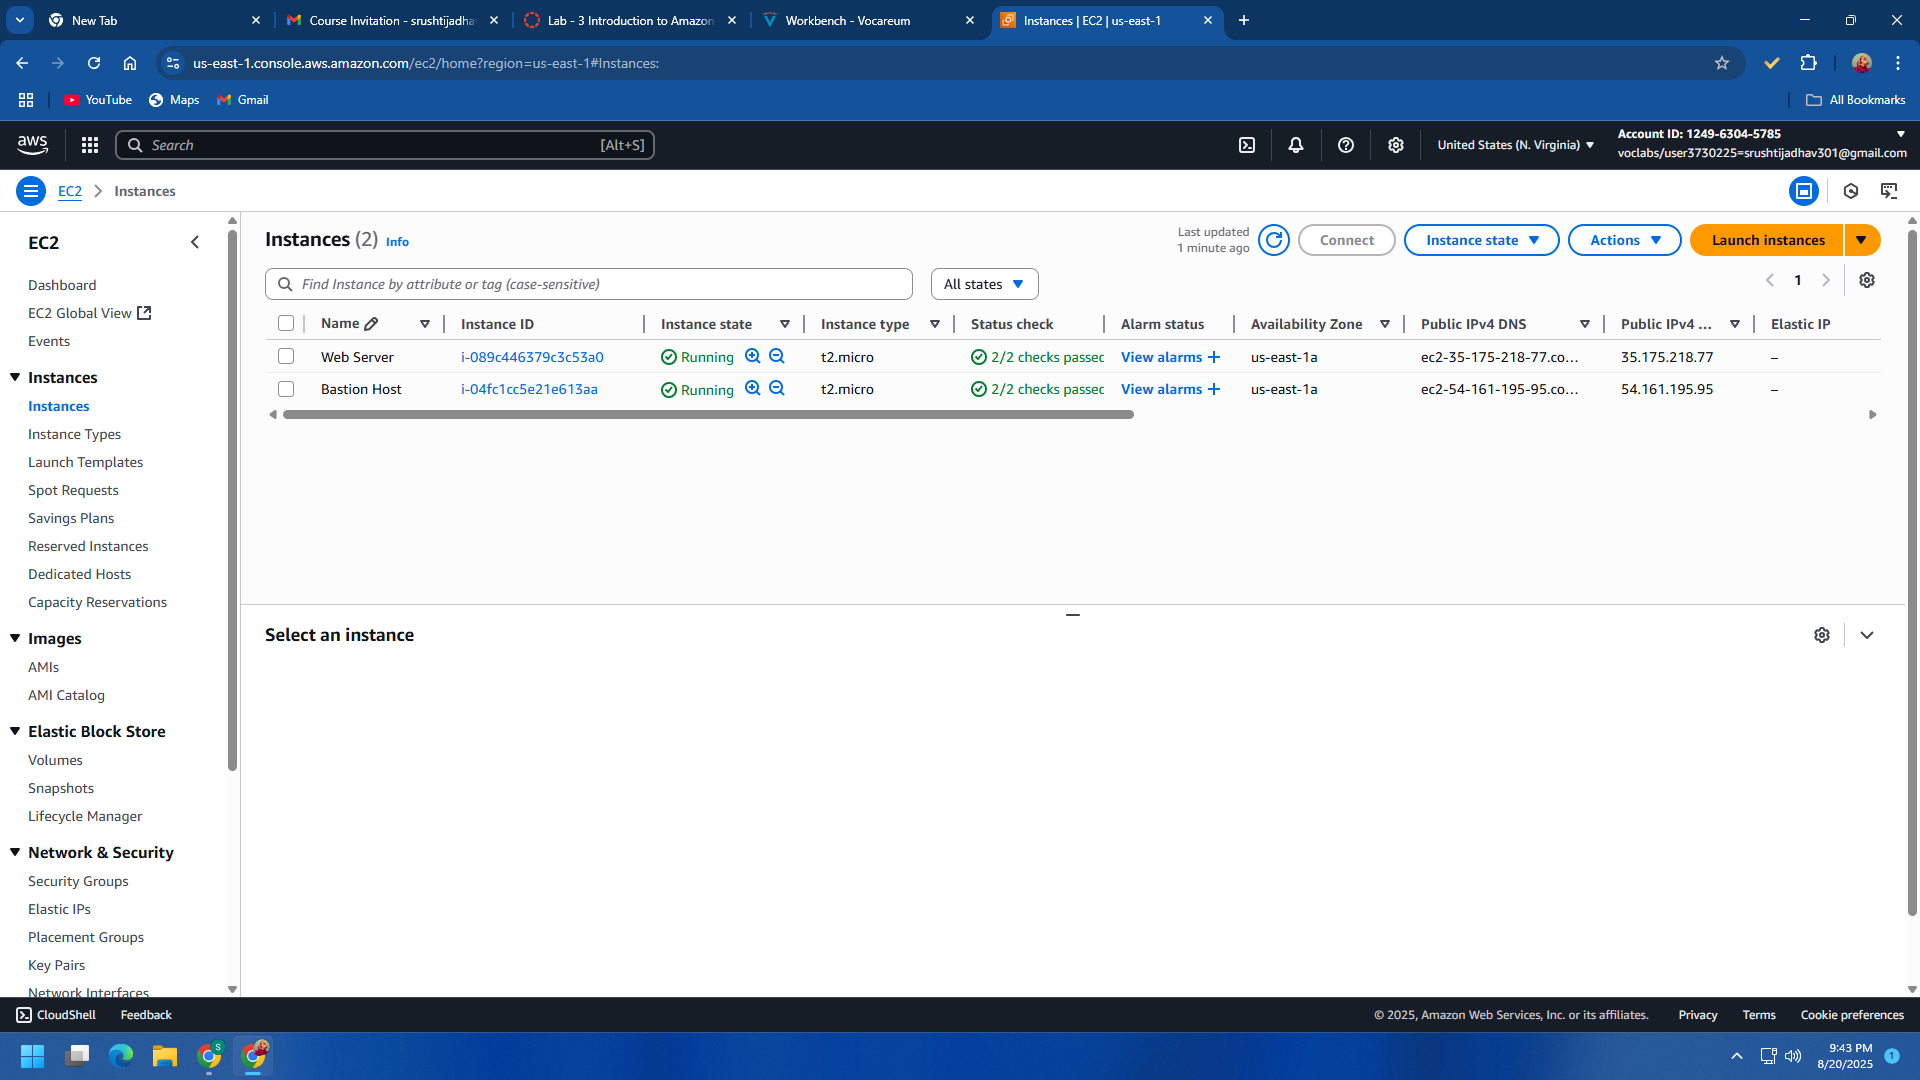 New Tab
Course Invitation - srushtijadha
Lab - 3 Introduction to Amazon
Workbench - Vocareum
Instances | EC2 | us-east-1
us-east-1.console.aws.amazon.com/ec2/home?region=us-east-1#Instances:
YouTube
Maps
Gmail
All Bookmarks
aws
Search
[Alt+S]
United States (N. Virginia)
Account ID: 1249-6304-5785
voclabs/user3730225=srushtijadhav301@gmail.com
EC2
Instances
EC2
Dashboard
EC2 Global View
Events
Instances
Instances
Instance Types
Launch Templates
Spot Requests
Savings Plans
Reserved Instances
Dedicated Hosts
Capacity Reservations
Images
AMIs
AMI Catalog
Elastic Block Store
Volumes
Snapshots
Lifecycle Manager
Network & Security
Security Groups
Elastic IPs
Placement Groups
Key Pairs
Network Interfaces
Instances (2) Info
Last updated
1 minute ago
Connect
Instance state
Actions
Launch instances
Find Instance by attribute or tag (case-sensitive)
All states
1
Name Instance ID Instance state Instance type Status check Alarm status Availability Zone Public IPv4 DNS Public IPv4 ... Elastic IP
Web Server i-089c446379c3c53a0 Running t2.micro 2/2 checks passec View alarms + us-east-1a ec2-35-175-218-77.co... 35.175.218.77 –
Bastion Host i-04fc1cc5e21e613aa Running t2.micro 2/2 checks passec View alarms + us-east-1a ec2-54-161-195-95.co... 54.161.195.95 –
Select an instance
CloudShell
Feedback
© 2025, Amazon Web Services, Inc. or its affiliates.
Privacy
Terms
Cookie preferences
S
9:43 PM
8/20/2025
1